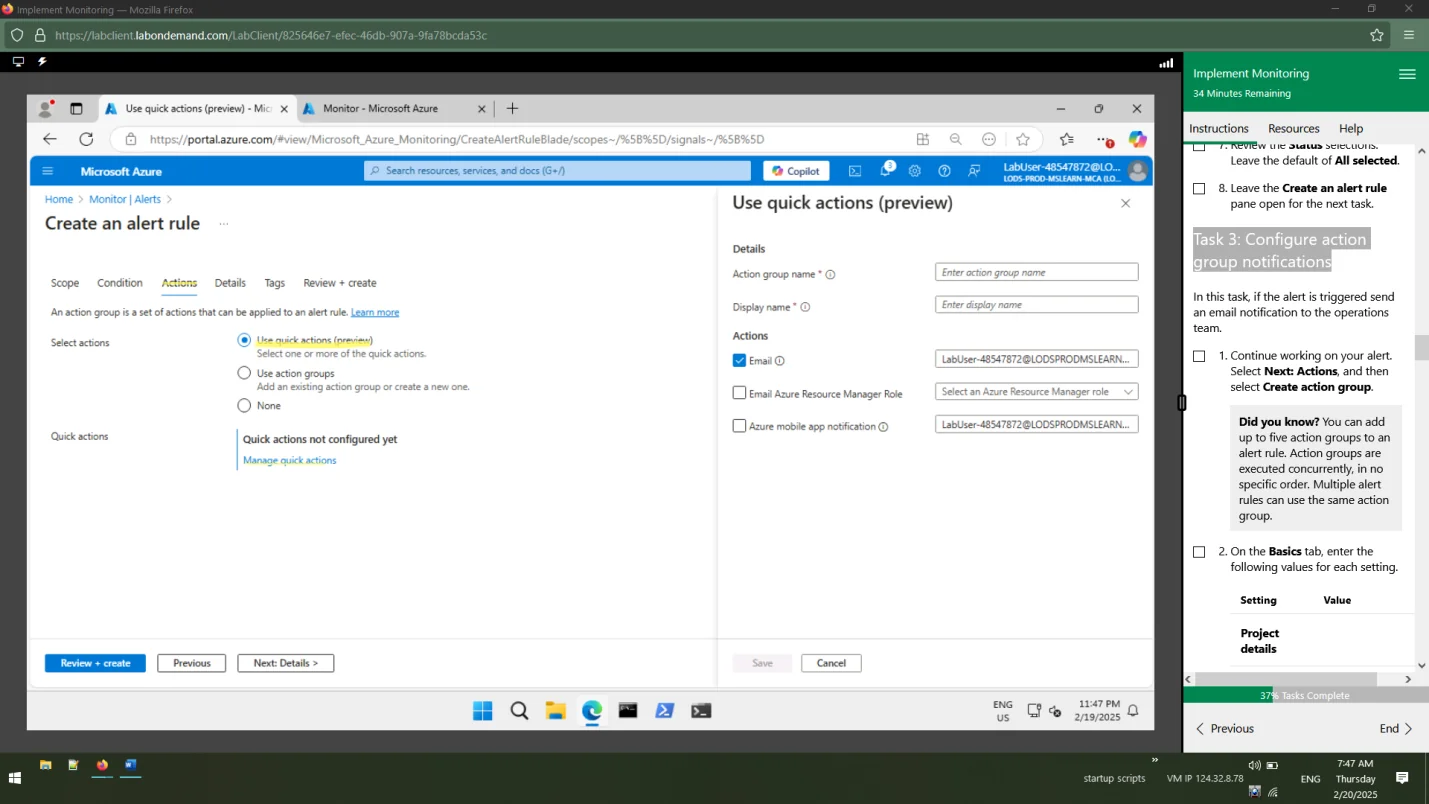 Implement Monitoring — Mozilla Firefox
https://labclient.labondemand.com/LabClient/825646e7-efec-46db-907a-9fa78bcda53c
Use quick actions (preview) - Mic
Monitor - Microsoft Azure
https://portal.azure.com/#view/Microsoft_Azure_Monitoring/CreateAlertRuleBlade/scopes~/%5B%5D/signals~/%5B%5D
Microsoft Azure
Search resources, services, and docs (G+/)
Copilot
3
LabUser-48547872@LO...
LODS-PROD-MSLEARN-MCA (LO...
Home > Monitor | Alerts >
Create an alert rule ...
Scope
Condition
Actions
Details
Tags
Review + create
An action group is a set of actions that can be applied to an alert rule. Learn more
Select actions
Use quick actions (preview)
Select one or more of the quick actions.
Use action groups
Add an existing action group or create a new one.
None
Quick actions
Quick actions not configured yet
Manage quick actions
Review + create
Previous
Next: Details >
Use quick actions (preview)
Details
Action group name *
Enter action group name
Display name *
Enter display name
Actions
Email
LabUser-48547872@LODSPRODMSLEARN...
Email Azure Resource Manager Role
Select an Azure Resource Manager role
Azure mobile app notification
LabUser-48547872@LODSPRODMSLEARN...
Save
Cancel
ENG
US
11:47 PM
2/19/2025
Implement Monitoring
34 Minutes Remaining
Instructions
Resources
Help
7. Review the Status selections.
Leave the default of All selected.
8. Leave the Create an alert rule
pane open for the next task.
Task 3: Configure action
group notifications
In this task, if the alert is triggered send
an email notification to the operations
team.
1. Continue working on your alert.
Select Next: Actions, and then
select Create action group.
Did you know? You can add
up to five action groups to an
alert rule. Action groups are
executed concurrently, in no
specific order. Multiple alert
rules can use the same action
group.
2. On the Basics tab, enter the
following values for each setting.
Setting
Value
Project
details
37% Tasks Complete
< Previous
End >
startup scripts
»
VM IP 124.32.8.78
ENG
7:47 AM
Thursday
2/20/2025